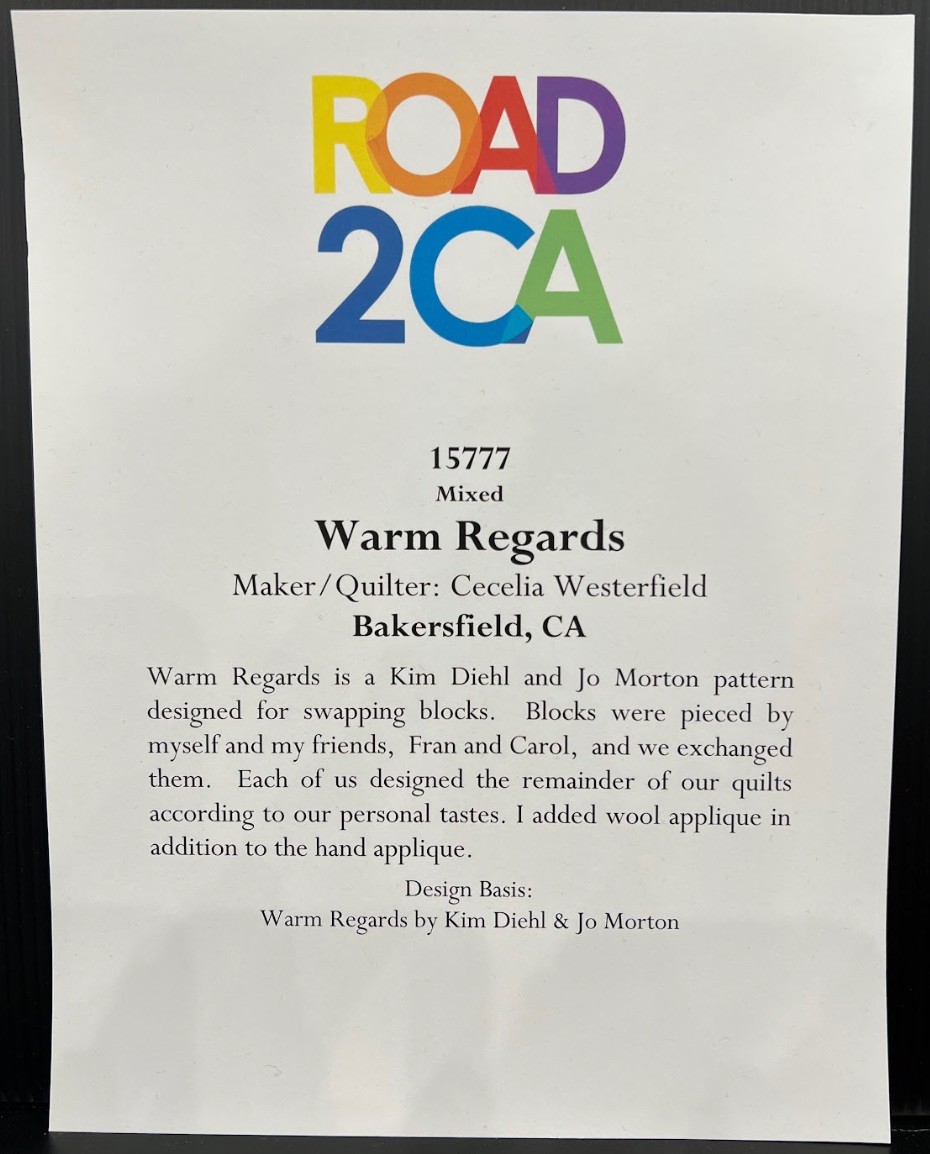 ROAD
2CA
15777
Mixed
Warm Regards
Maker/Quilter: Cecelia Westerfield
Bakersfield, CA
Warm Regards is a Kim Diehl and Jo Morton pattern
designed for swapping blocks. Blocks were pieced by
myself and my friends, Fran and Carol, and we exchanged
them. Each of us designed the remainder of our quilts
according to our personal tastes. I added wool applique in
addition to the hand applique.
Design Basis:
Warm Regards by Kim Diehl & Jo Morton